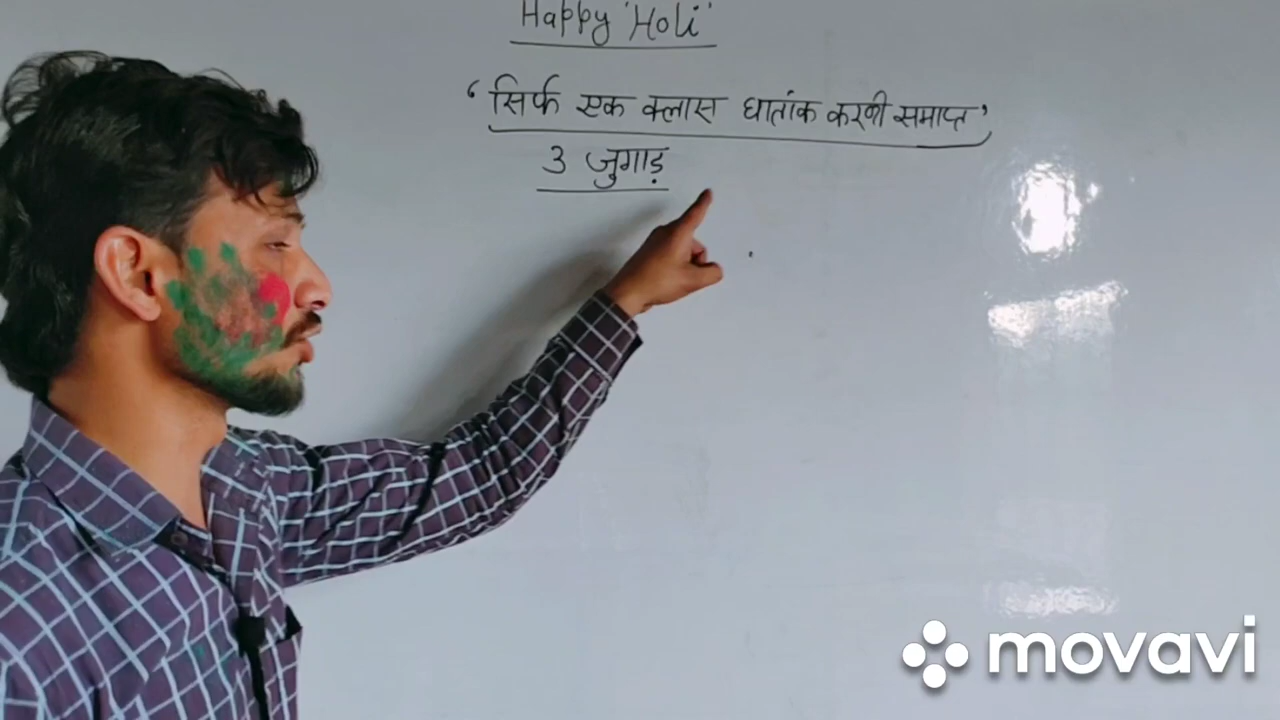 Happy 'Holi'
'सिर्फ एक क्लास घातांक करणी समाप्त'
3 जुगाड़
movavi